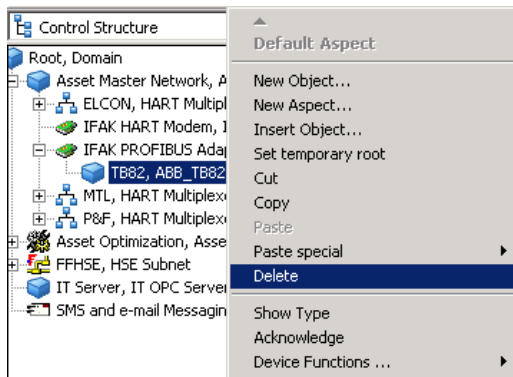 Control Structure
Root, Domain
Asset Master Network, A
ELCON, HART Multipl
IFAK HART Modem, I
IFAK PROFIBUS Adap
TB82, ABB_TB82
MTL, HART Multiplex
P&F, HART Multiplex
Asset Optimization, Asse
FFHSE, HSE Subnet
IT Server, IT OPC Server
SMS and e-mail Messagin
Default Aspect
New Object...
New Aspect...
Insert Object...
Set temporary root
Cut
Copy
Paste
Paste special
Delete
Show Type
Acknowledge
Device Functions ...